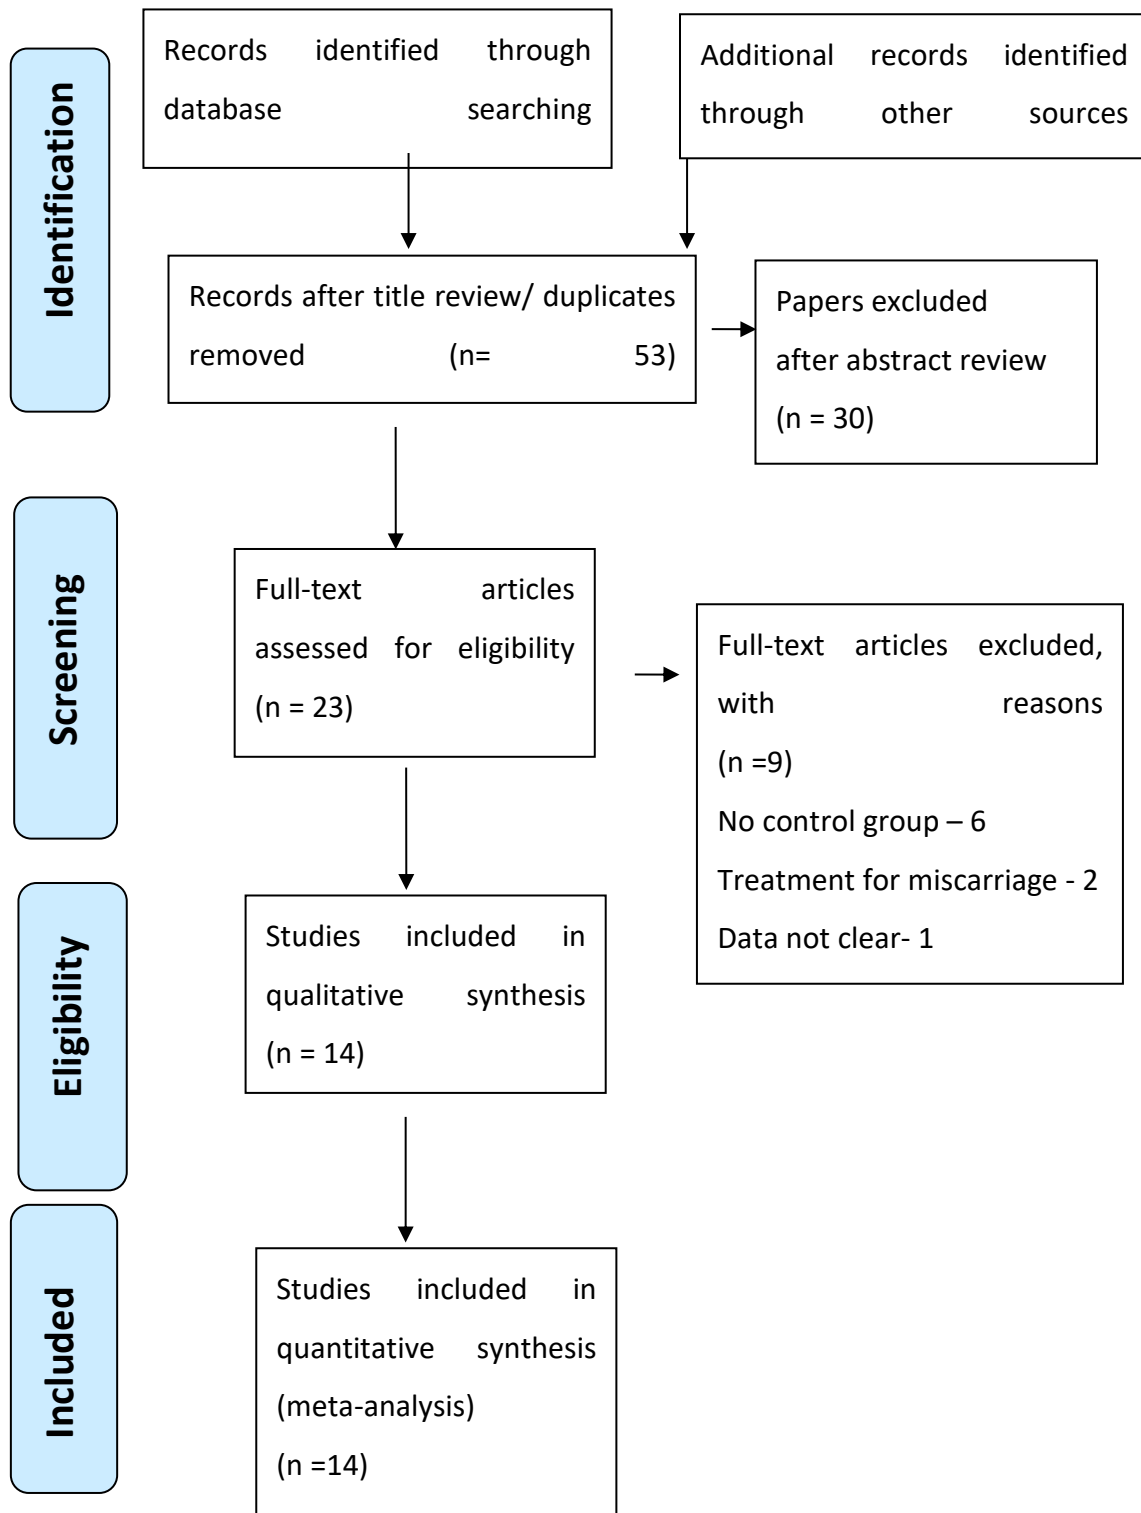 Identification
Records identified through
database searching
Additional records identified
through other sources
Records after title review/ duplicates
removed (n= 53)
Papers excluded
after abstract review
(n = 30)
Screening
Full-text articles
assessed for eligibility
(n = 23)
Full-text articles excluded,
with reasons
(n =9)
No control group – 6
Treatment for miscarriage - 2
Data not clear- 1
Eligibility
Studies included in
qualitative synthesis
(n = 14)
Included
Studies included in
quantitative synthesis
(meta-analysis)
(n =14)